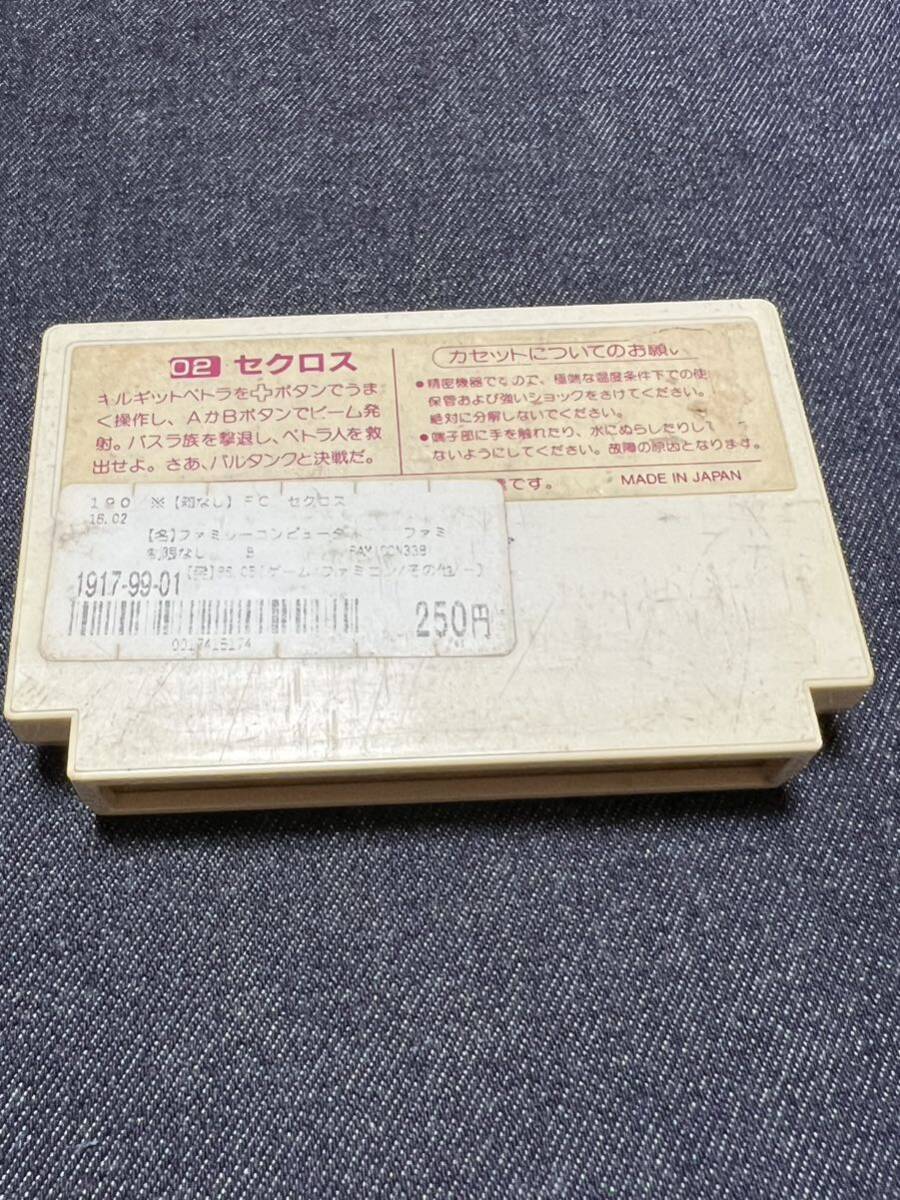 02 セクロス
キルギットペトラを✚ボタンでうま
く操作し、AかBボタンでビーム発
射。バスラ族を撃退し、ペトラ人を救
出せよ。さあ、バルタンクと決戦だ。
カセットについてのお願い
●精密機器ですので、極端な温度条件下での使
保管および強いショックをさけてください。
絶対に分解しないでください。
●端子部に手を触れたり、水にぬらしたりして
ないようにしてください。故障の原因となります。
です。
MADE IN JAPAN
190 ※【箱なし】FC セクロス
15.02
【名】ファミリーコンピュータ ファミ
制限なし B FAMICON338
1917-99-01
250円
0017415174